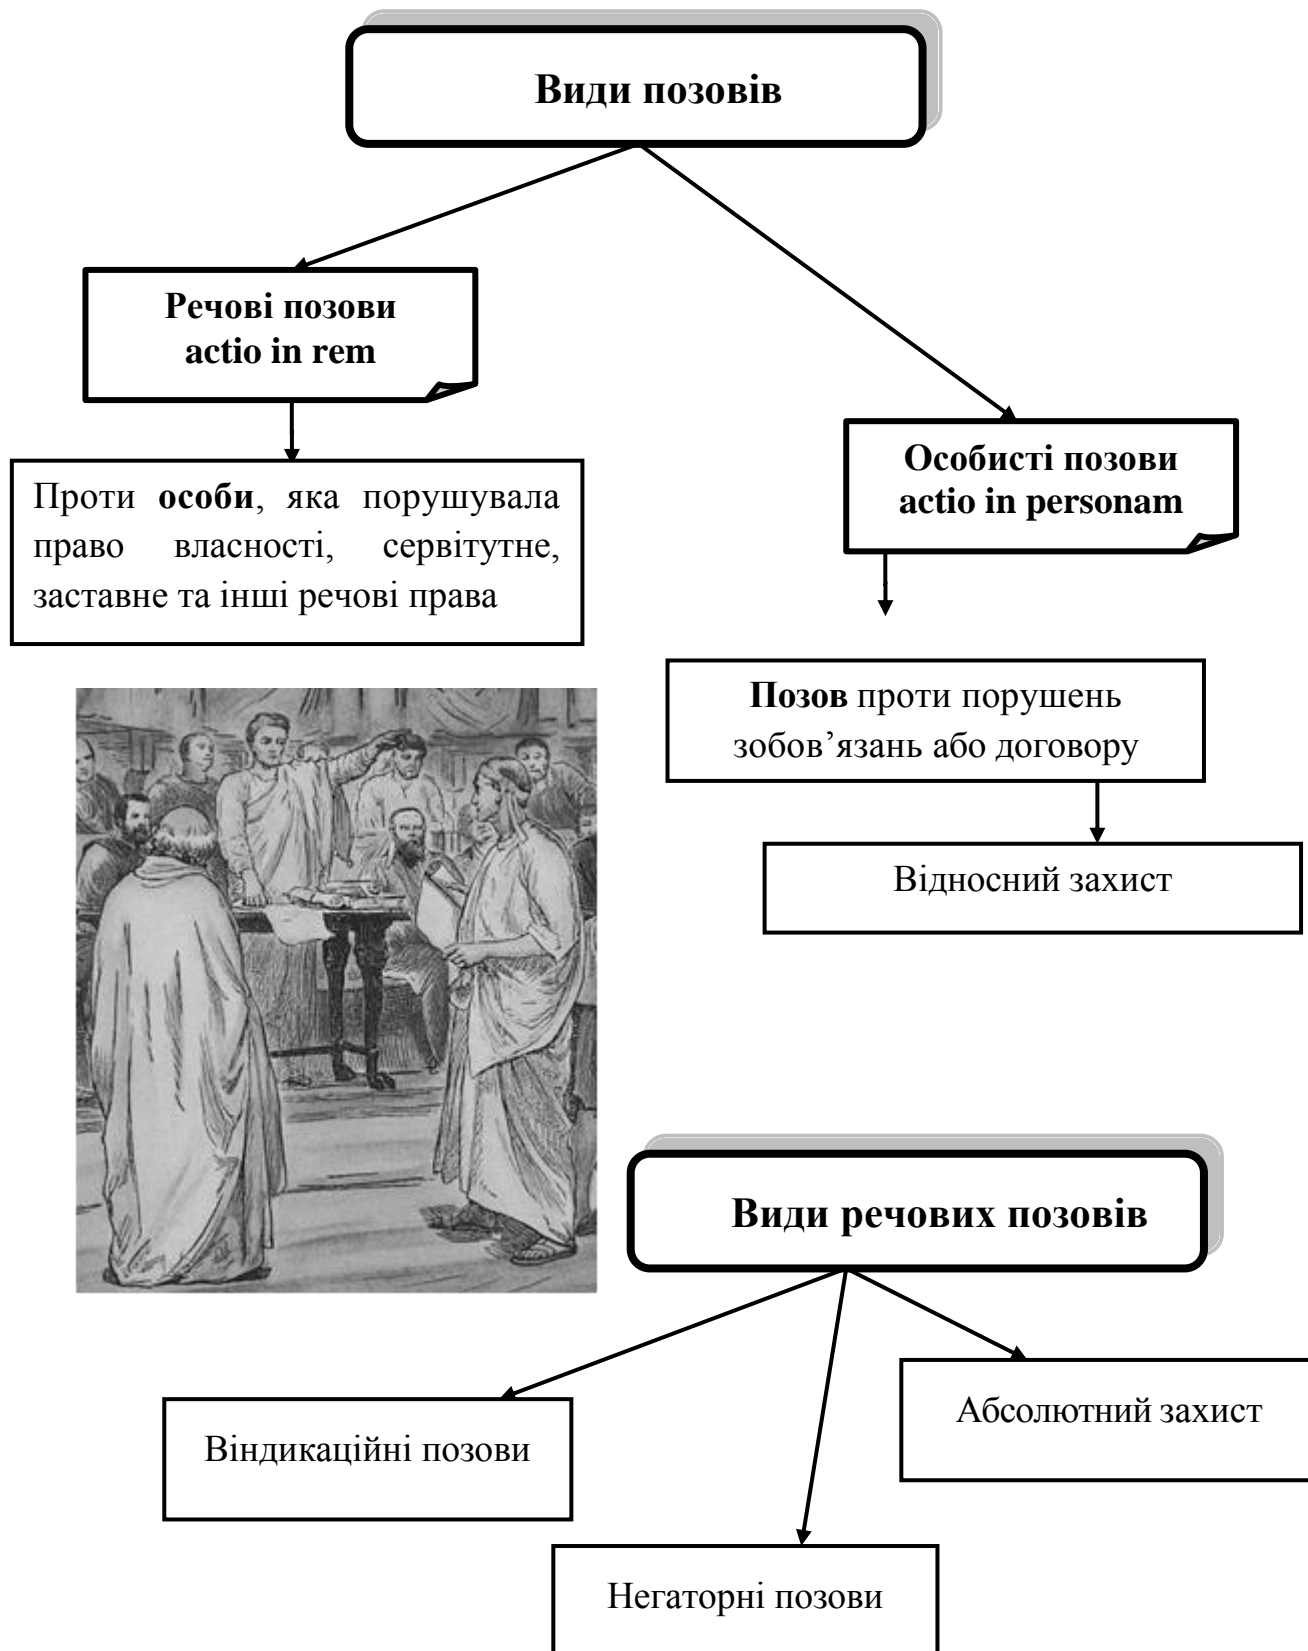 Види позовів
Речові позови
actio in rem
Проти особи, яка порушувала
право власності, сервітутне,
заставне та інші речові права
Особисті позови
actio in personam
Позов проти порушень
зобов’язань або договору
Відносний захист
Види речових позовів
Віндикаційні позови
Негаторні позови
Абсолютний захист